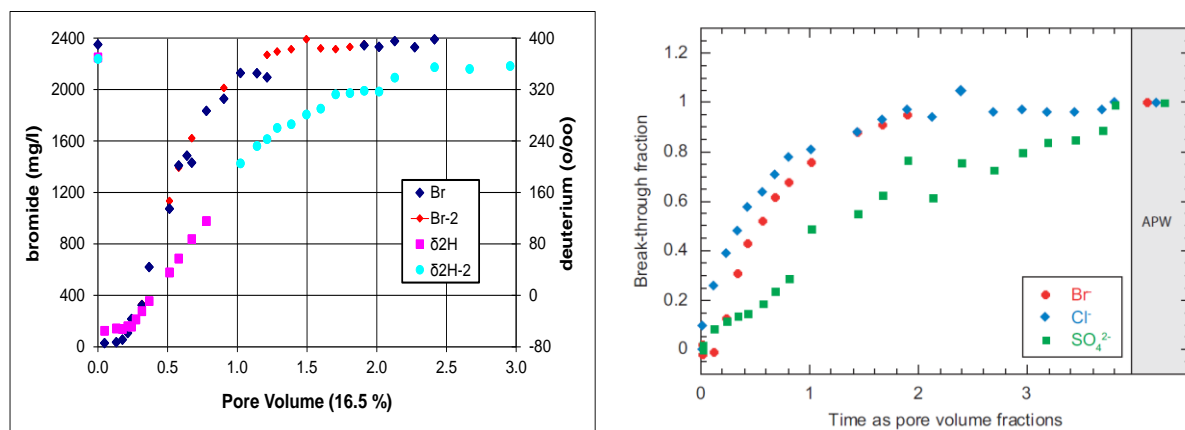 bromide (mg/l)
2400
2000
1600
1200
800
400
0
400
320
240
160
80
0
-80
deuterium (o/oo)
Br
Br-2
δ2H
δ2H-2
0.0 0.5 1.0 1.5 2.0 2.5 3.0
Pore Volume (16.5 %)
Break-through fraction
1.2
1
0.8
0.6
0.4
0.2
0
APW
Br⁻
Cl⁻
SO₄²⁻
0 1 2 3
Time as pore volume fractions